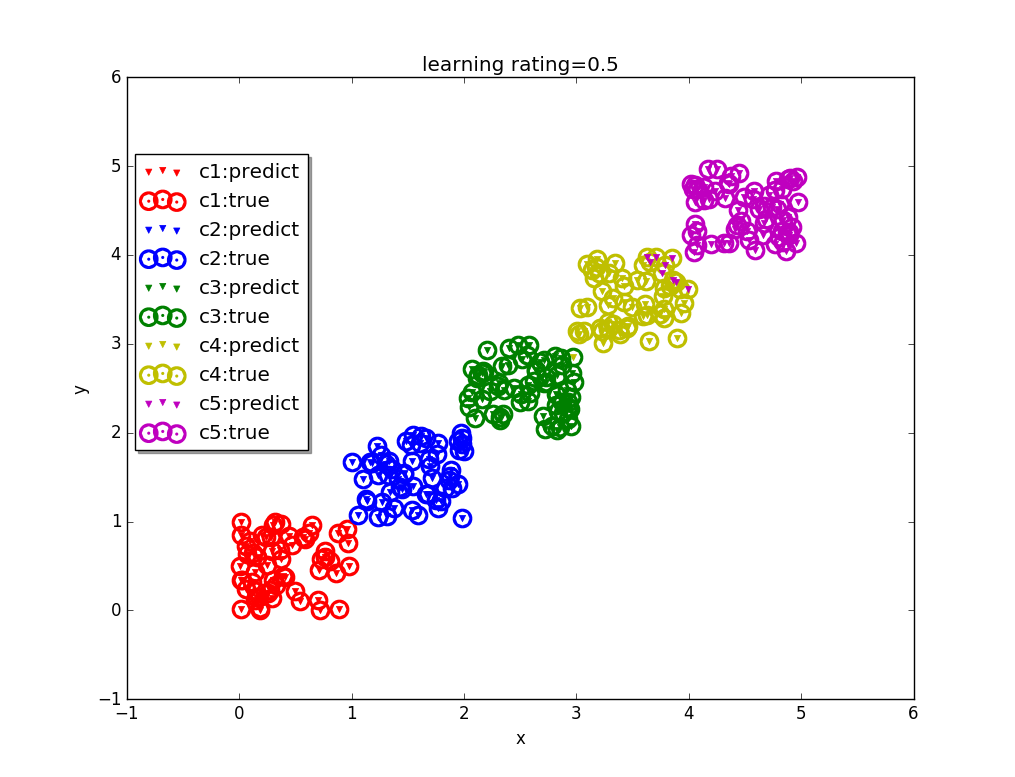 learning rating=0.5
6
5
4
3
2
1
0
−1
y
c1:predict
c1:true
c2:predict
c2:true
c3:predict
c3:true
c4:predict
c4:true
c5:predict
c5:true
−1 0 1 2 3 4 5 6
x